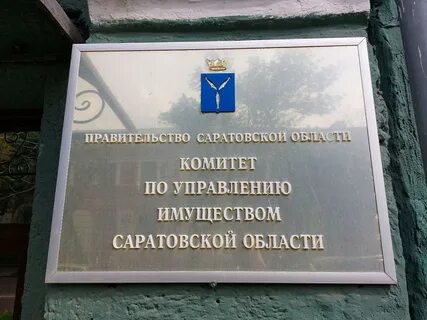 ПРАВИТЕЛЬСТВО САРАТОВСКОЙ ОБЛАСТИ
КОМИТЕТ
ПО УПРАВЛЕНИЮ
ИМУЩЕСТВОМ
САРАТОВСКОЙ ОБЛАСТИ